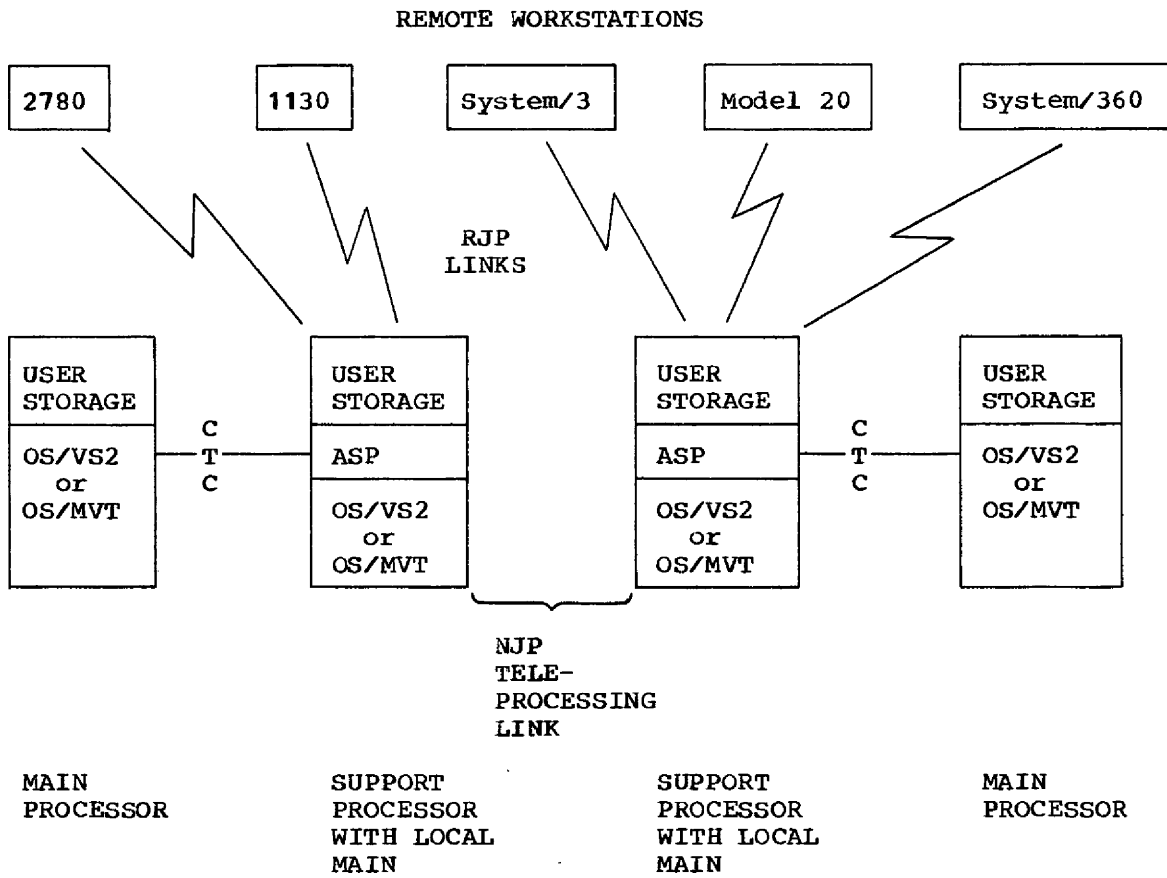 REMOTE WORKSTATIONS
2780
1130
System/3
Model 20
System/360
RJP
LINKS
USER
STORAGE
OS/VS2
or
OS/MVT
C
T
C
USER
STORAGE
ASP
OS/VS2
or
OS/MVT
USER
STORAGE
ASP
OS/VS2
or
OS/MVT
C
T
C
USER
STORAGE
OS/VS2
or
OS/MVT
NJP
TELE-
PROCESSING
LINK
MAIN
PROCESSOR
SUPPORT
PROCESSOR
WITH LOCAL
MAIN
SUPPORT
PROCESSOR
WITH LOCAL
MAIN
MAIN
PROCESSOR